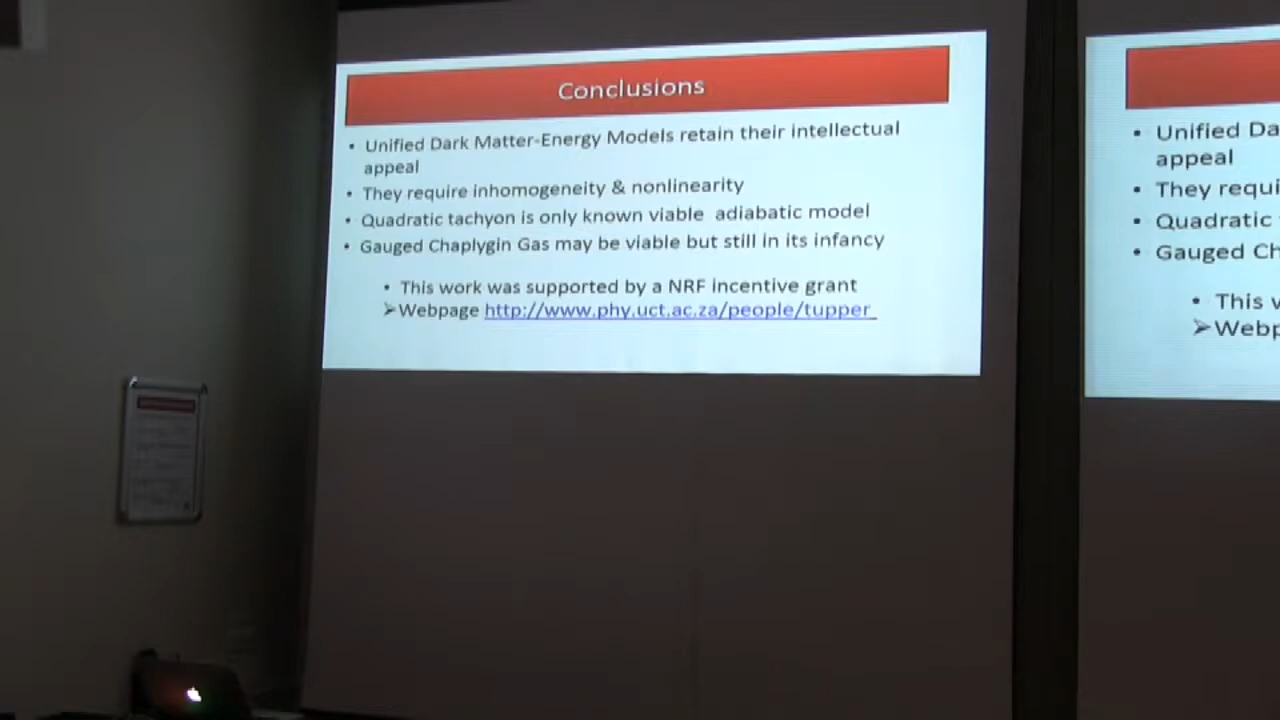 Conclusions
• Unified Dark Matter-Energy Models retain their intellectual
appeal
• They require inhomogeneity & nonlinearity
• Quadratic tachyon is only known viable adiabatic model
• Gauged Chaplygin Gas may be viable but still in its infancy
• This work was supported by a NRF incentive grant
➢Webpage http://www.phy.uct.ac.za/people/tupper
• Unified Da
appeal
• They requi
• Quadratic
• Gauged Ch
• This w
➢Webp